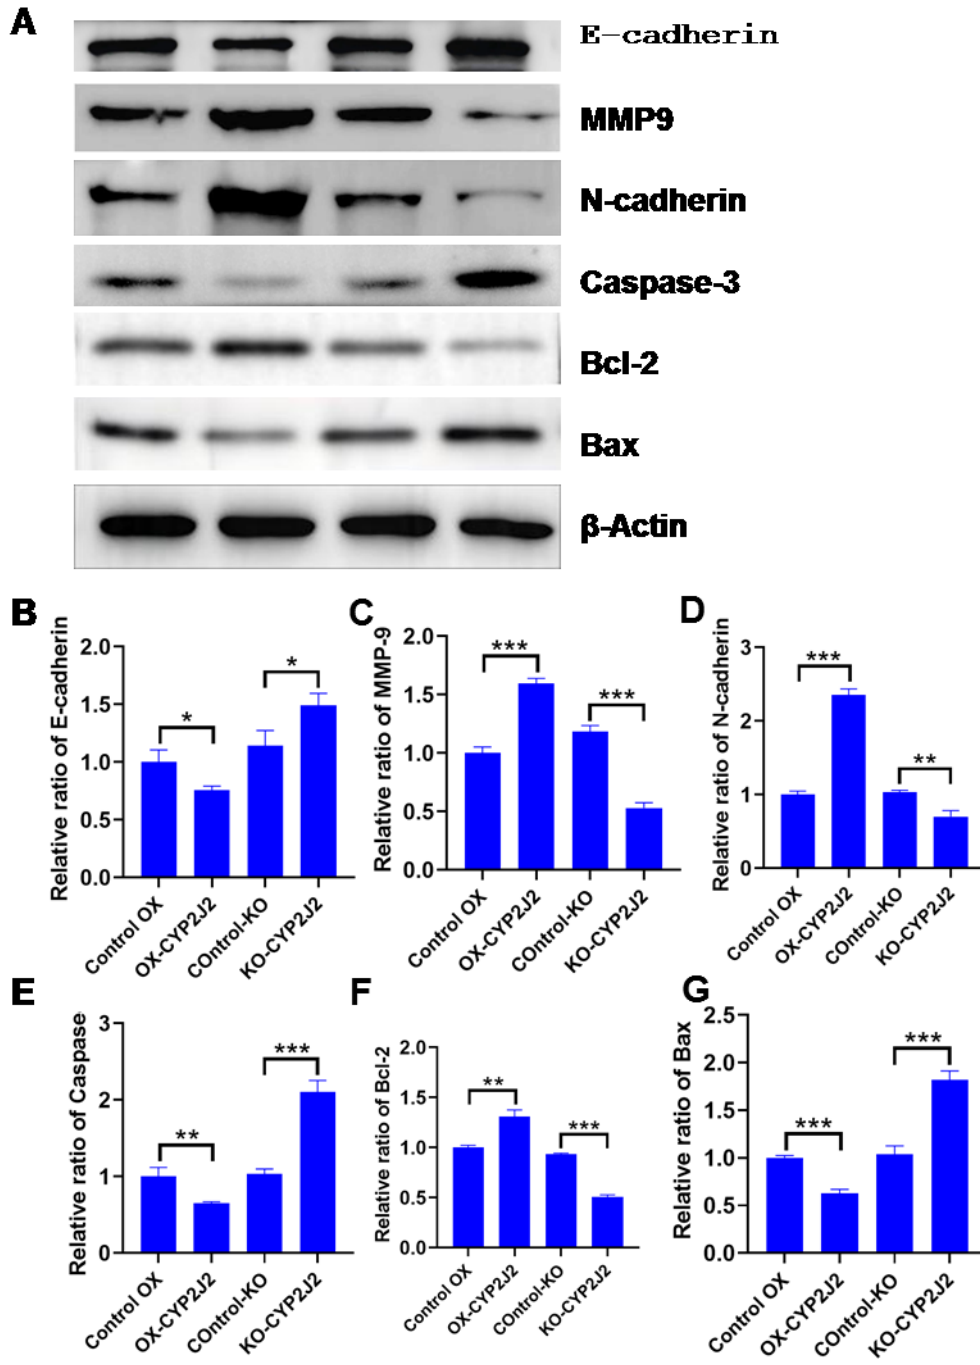 A
E-cadherin
MMP9
N-cadherin
Caspase-3
Bcl-2
Bax
β-Actin
B
Relative ratio of E-cadherin
2.0
1.5
1.0
0.5
0.0
*
*
Control OX
OX-CYP2J2
COntrol-KO
KO-CYP2J2
C
Relative ratio of MMP-9
2.0
1.5
1.0
0.5
0.0
***
***
Control OX
OX-CYP2J2
COntrol-KO
KO-CYP2J2
D
Relative ratio of N-cadherin
3
2
1
0
***
**
Control OX
OX-CYP2J2
COntrol-KO
KO-CYP2J2
E
Relative ratio of Caspase
3
2
1
0
**
***
Control OX
OX-CYP2J2
COntrol-KO
KO-CYP2J2
F
Relative ratio of Bcl-2
2.0
1.5
1.0
0.5
0.0
**
***
Control OX
OX-CYP2J2
COntrol-KO
KO-CYP2J2
G
Relative ratio of Bax
2.5
2.0
1.5
1.0
0.5
0.0
***
***
Control OX
OX-CYP2J2
COntrol-KO
KO-CYP2J2